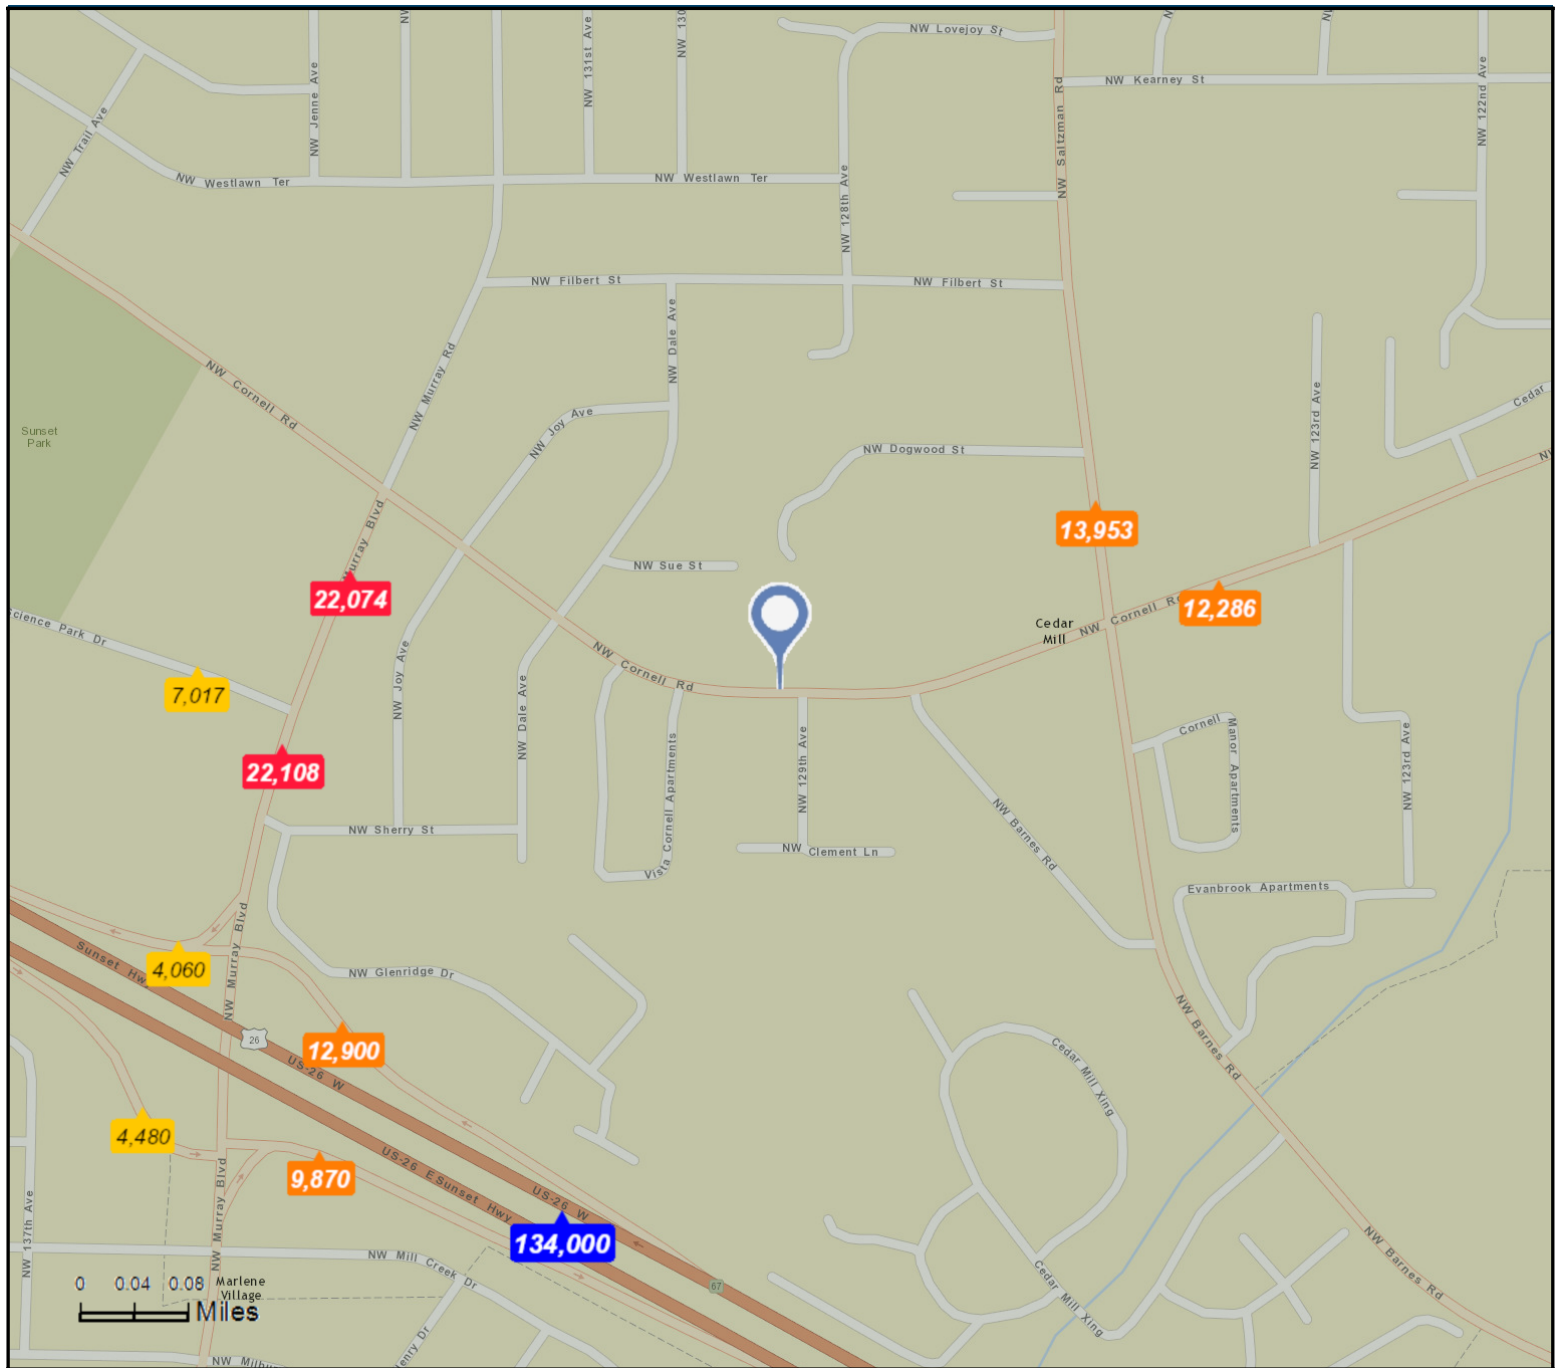 NW Lovejoy St
NW Kearney St
NW 131st Ave
NW 130
NW Jenne Ave
NW Saltzman Rd
NW 122nd Ave
NW Trail Ave
NW Westlawn Ter
NW Westlawn Ter
NW 128th Ave
NW Filbert St
NW Filbert St
NW Dale Ave
NW Murray Rd
NW Cornell Rd
NW 123rd Ave
Cedar
NW Joy Ave
Sunset
Park
NW Dogwood St
Murray Blvd
13,953
NW Sue St
22,074
12,286
NW Cornell Rd
Cedar
Mill
cience Park Dr
NW Cornell Rd
7,017
NW Joy Ave
NW Dale Ave
Vista Cornell Apartments
NW 129th Ave
Cornell
Manor Apartments
NW 123rd Ave
22,108
NW Sherry St
NW Barnes Rd
NW Clement Ln
Evanbrook Apartments
NW Murray Blvd
Sunset Hw
4,060
NW Glenridge Dr
NW Barnes Rd
26
12,900
US-26 W
Cedar Mill Xing
4,480
9,870
US-26 E
Sunset Hwy
US-26 W
134,000
NW Murray Blvd
NW 137th Ave
NW Mill Creek Dr
67
Cedar Mill Xing
NW Barnes Rd
0 0.04 0.08
Miles
Marlene
Village
enry Dr
NW Milbu